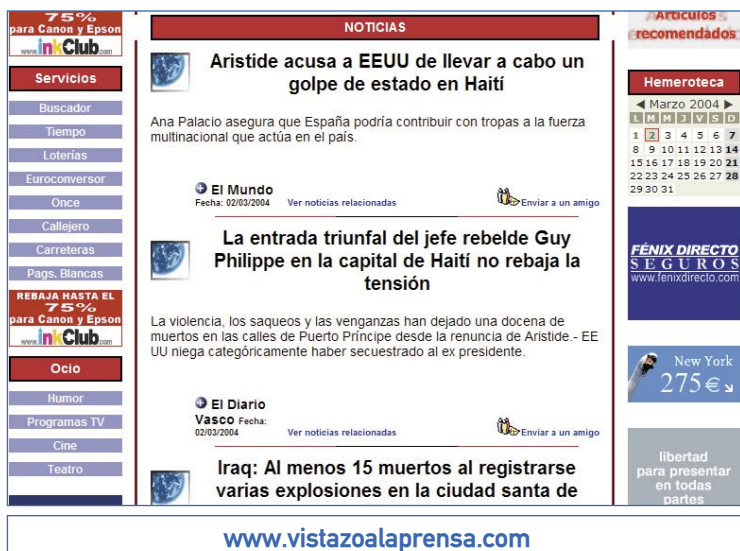 75%
para Canon y Epson
www.inkClub.com
Servicios
Buscador
Tiempo
Loterías
Euroconversor
Once
Callejero
Carreteras
Pags. Blancas
REBAJA HASTA EL
75%
para Canon y Epson
www.inkClub.com
Ocio
Humor
Programas TV
Cine
Teatro
NOTICIAS
Aristide acusa a EEUU de llevar a cabo un
golpe de estado en Haití
Ana Palacio asegura que España podría contribuir con tropas a la fuerza
multinacional que actúa en el país.
El Mundo
Fecha: 02/03/2004 Ver noticias relacionadas Enviar a un amigo
La entrada triunfal del jefe rebelde Guy
Philippe en la capital de Haití no rebaja la
tensión
La violencia, los saqueos y las venganzas han dejado una docena de
muertos en las calles de Puerto Príncipe desde la renuncia de Aristide.- EE
UU niega categóricamente haber secuestrado al ex presidente.
El Diario
Vasco Fecha:
02/03/2004 Ver noticias relacionadas Enviar a un amigo
Iraq: Al menos 15 muertos al registrarse
varias explosiones en la ciudad santa de
Artículos
recomendados
Hemeroteca
Marzo 2004
L M M J V S D
1 2 3 4 5 6 7
8 9 10 11 12 13 14
15 16 17 18 19 20 21
22 23 24 25 26 27 28
29 30 31
FÉNIX DIRECTO
SEGUROS
www.fenixdirecto.com
New York
275€
libertad
para presentar
en todas
partes
www.vistazoalaprensa.com